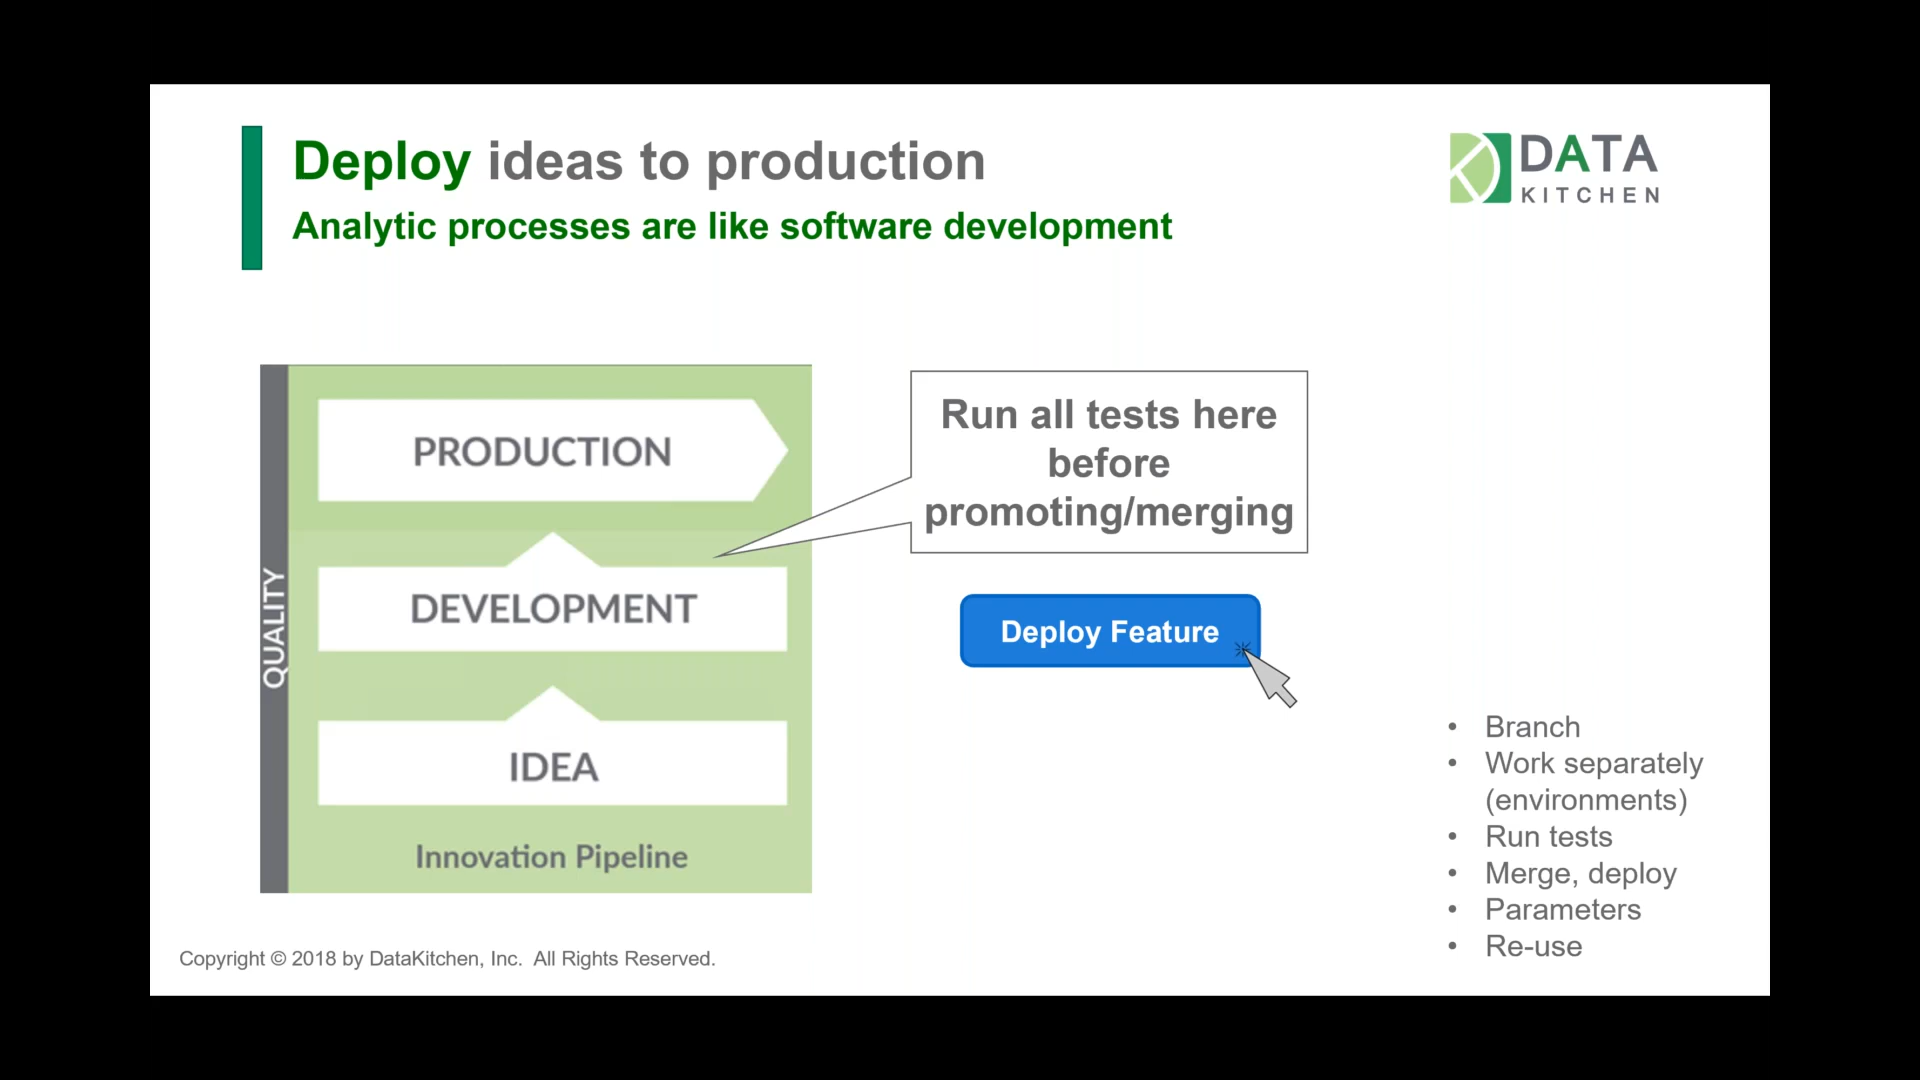 Deploy ideas to production
Analytic processes are like software development
DATA
KITCHEN
QUALITY
PRODUCTION
DEVELOPMENT
IDEA
Innovation Pipeline
Run all tests here
before
promoting/merging
Deploy Feature
• Branch
• Work separately
(environments)
• Run tests
• Merge, deploy
• Parameters
• Re-use
Copyright © 2018 by DataKitchen, Inc. All Rights Reserved.